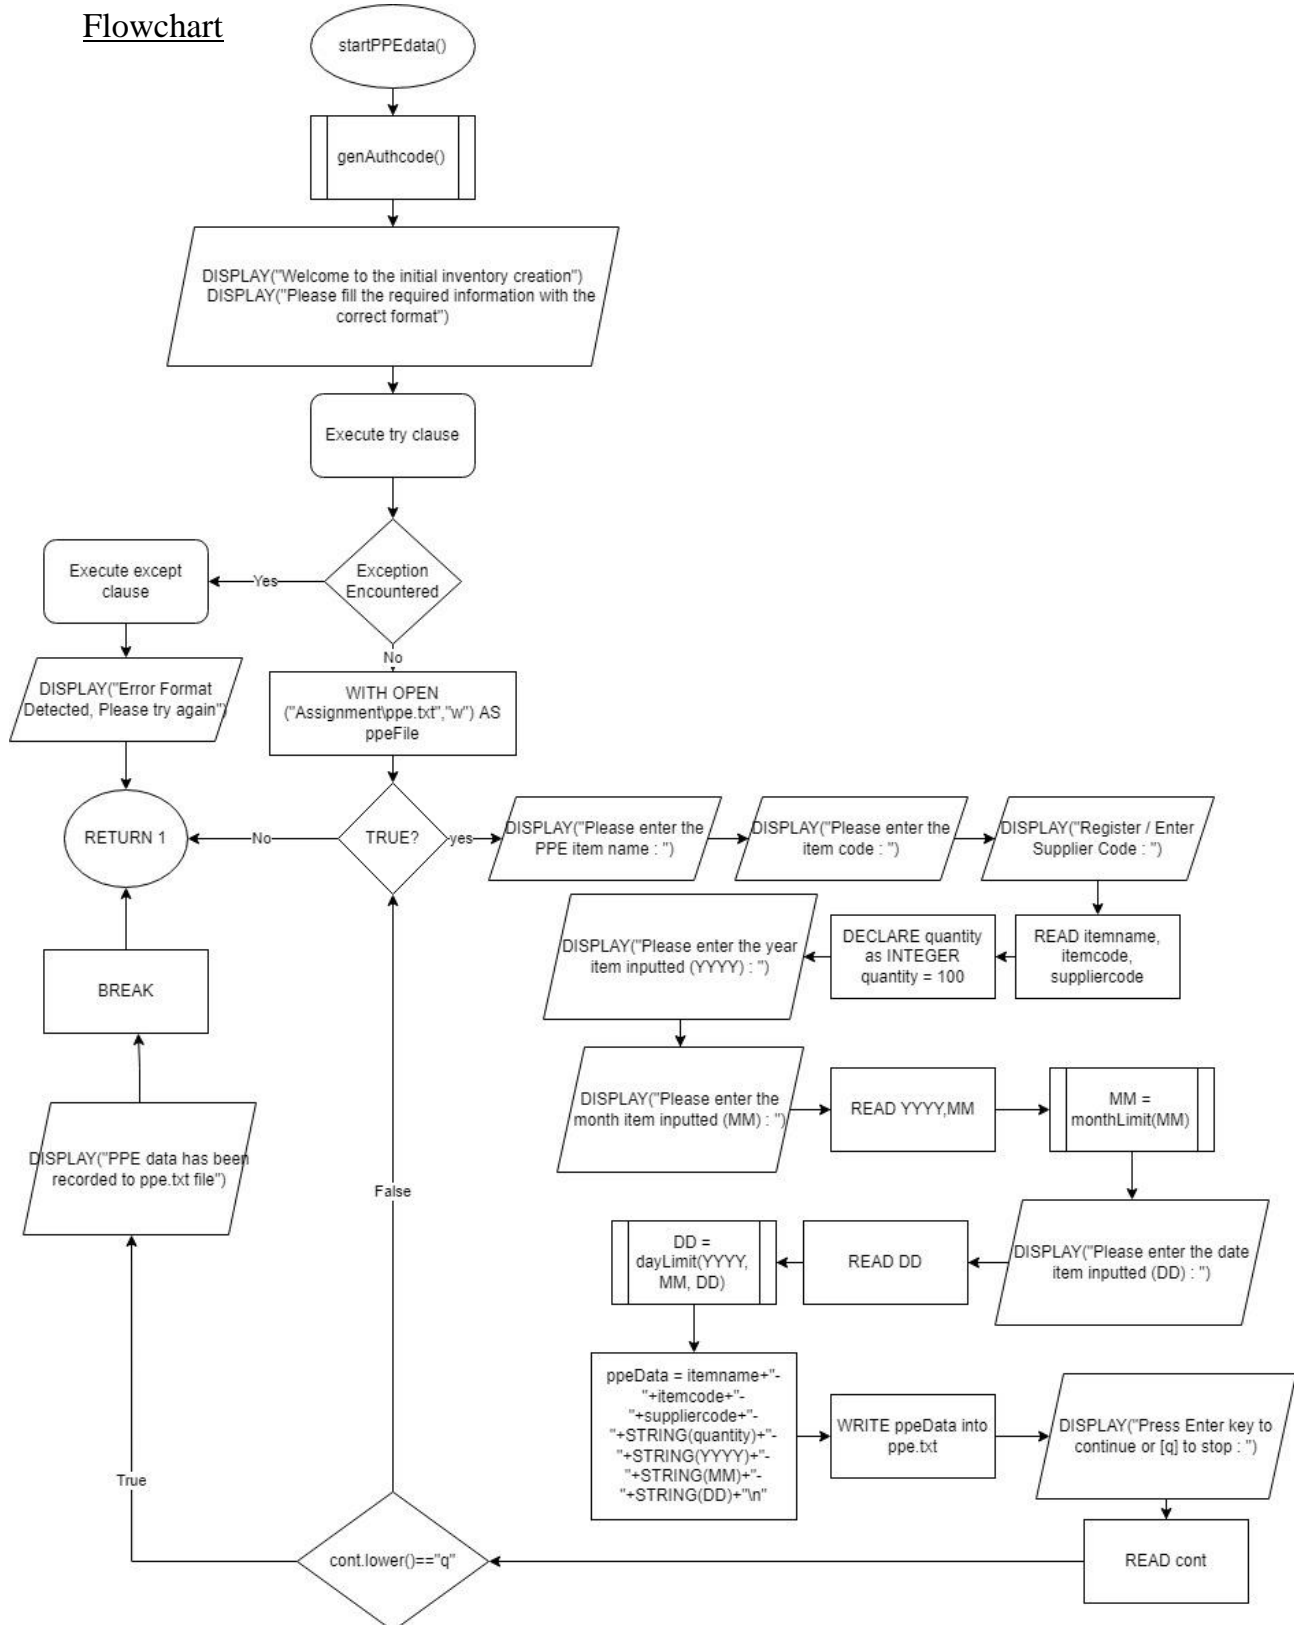 Flowchart
startPPEdata()
genAuthcode()
DISPLAY("Welcome to the initial inventory creation")
DISPLAY("Please fill the required information with the
correct format")
Execute try clause
Exception
Encountered
Yes
Execute except
clause
DISPLAY("Error Format
Detected, Please try again")
No
WITH OPEN
("Assignment\ppe.txt","w") AS
ppeFile
TRUE?
No
RETURN 1
yes
DISPLAY("Please enter the
PPE item name : ")
DISPLAY("Please enter the
item code : ")
DISPLAY("Register / Enter
Supplier Code : ")
READ itemname,
itemcode,
suppliercode
DECLARE quantity
as INTEGER
quantity = 100
DISPLAY("Please enter the year
item inputted (YYYY) : ")
DISPLAY("Please enter the
month item inputted (MM) : ")
READ YYYY,MM
MM =
monthLimit(MM)
DISPLAY("Please enter the date
item inputted (DD) : ")
READ DD
DD =
dayLimit(YYYY,
MM, DD)
ppeData = itemname+"-
"+itemcode+"-
"+suppliercode+"-
"+STRING(quantity)+"-
"+STRING(YYYY)+"-
"+STRING(MM)+"-
"+STRING(DD)+"\n"
WRITE ppeData into
ppe.txt
DISPLAY("Press Enter key to
continue or [q] to stop : ")
READ cont
cont.lower()=="q"
False
True
DISPLAY("PPE data has been
recorded to ppe.txt file")
BREAK